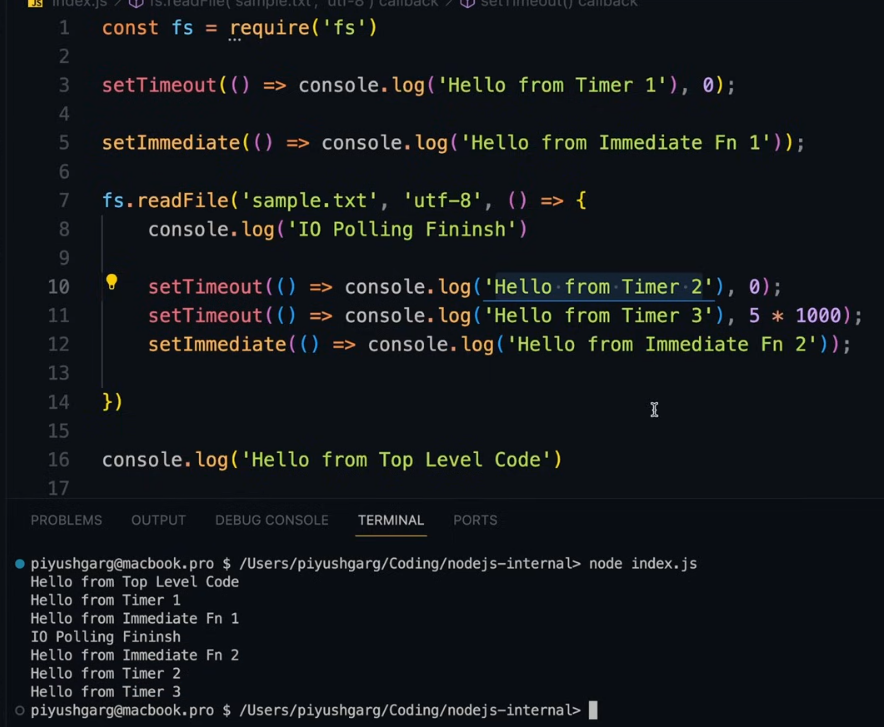 index.js > fs.readFile('sample.txt', 'utf-8') callback > setTimeout() callback
1 const fs = require('fs')
2
3 setTimeout(() => console.log('Hello from Timer 1'), 0);
4
5 setImmediate(() => console.log('Hello from Immediate Fn 1'));
6
7 fs.readFile('sample.txt', 'utf-8', () => {
8 console.log('IO Polling Fininsh')
9
10 setTimeout(() => console.log('Hello from Timer 2'), 0);
11 setTimeout(() => console.log('Hello from Timer 3'), 5 * 1000);
12 setImmediate(() => console.log('Hello from Immediate Fn 2'));
13
14 })
15
16 console.log('Hello from Top Level Code')
17
PROBLEMS OUTPUT DEBUG CONSOLE TERMINAL PORTS
piyushgarg@macbook.pro $ /Users/piyushgarg/Coding/nodejs-internal> node index.js
Hello from Top Level Code
Hello from Timer 1
Hello from Immediate Fn 1
IO Polling Fininsh
Hello from Immediate Fn 2
Hello from Timer 2
Hello from Timer 3
piyushgarg@macbook.pro $ /Users/piyushgarg/Coding/nodejs-internal>